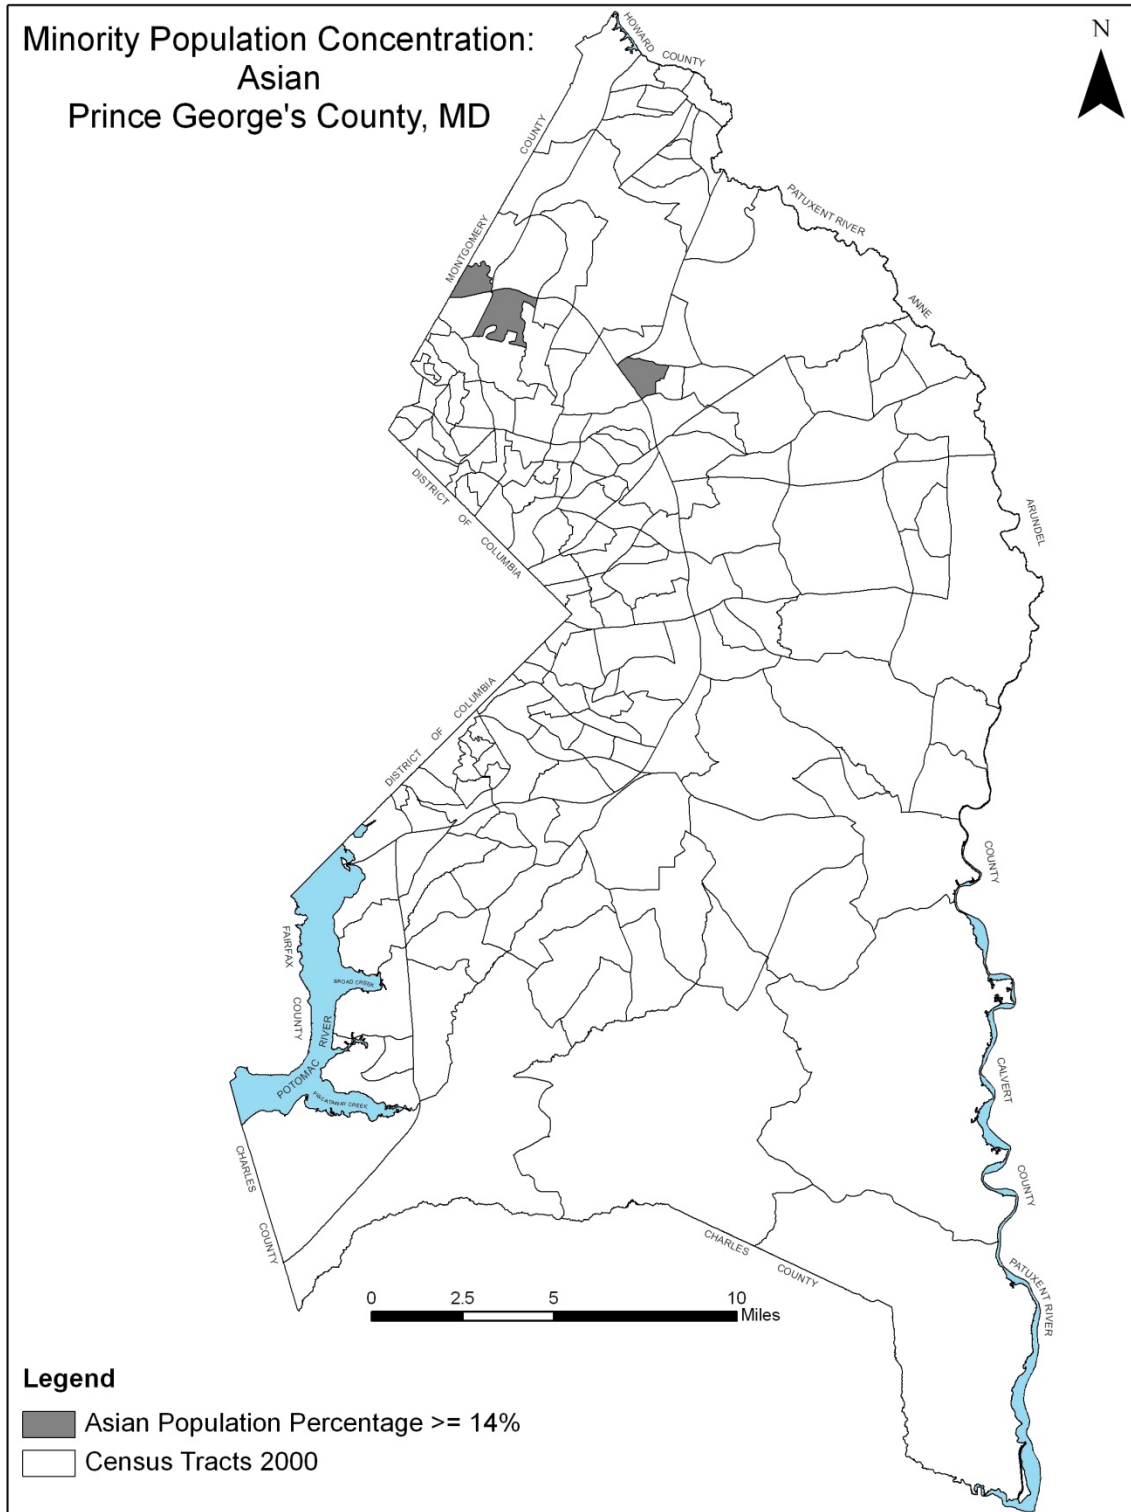 Minority Population Concentration:
Asian
Prince George's County, MD
N
HOWARD
COUNTY
COUNTY
MONTGOMERY
PATUXENT RIVER
ANNE
ARUNDEL
DISTRICT OF COLUMBIA
DISTRICT OF COLUMBIA
COUNTY
FAIRFAX
COUNTY
BROAD CREEK
POTOMAC RIVER
PISCATAWAY CREEK
CALVERT
COUNTY
CHARLES
COUNTY
CHARLES
COUNTY
PATUXENT RIVER
0 2.5 5 10
Miles
Legend
Asian Population Percentage >= 14%
Census Tracts 2000